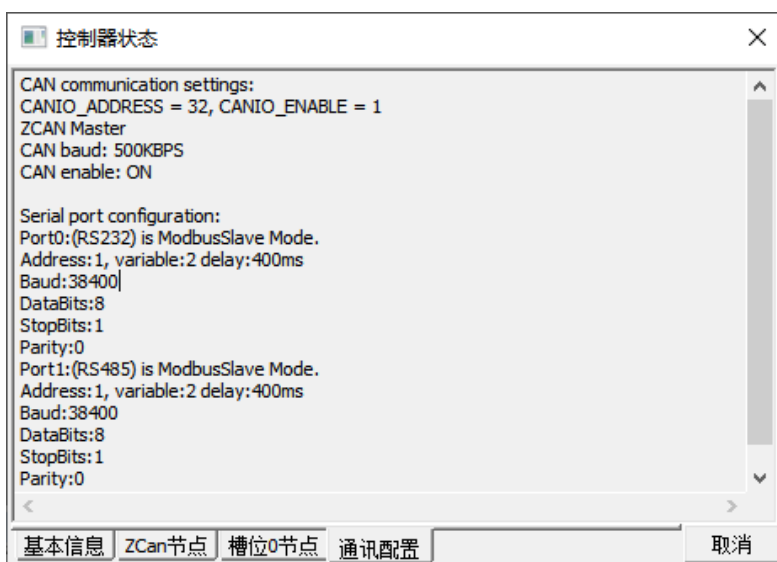 控制器状态
CAN communication settings:
CANIO_ADDRESS = 32, CANIO_ENABLE = 1
ZCAN Master
CAN baud: 500KBPS
CAN enable: ON
Serial port configuration:
Port0:(RS232) is ModbusSlave Mode.
Address:1, variable:2 delay:400ms
Baud:38400
DataBits:8
StopBits:1
Parity:0
Port1:(RS485) is ModbusSlave Mode.
Address:1, variable:2 delay:400ms
Baud:38400
DataBits:8
StopBits:1
Parity:0
基本信息 ZCan节点 槽位0节点 通讯配置 取消